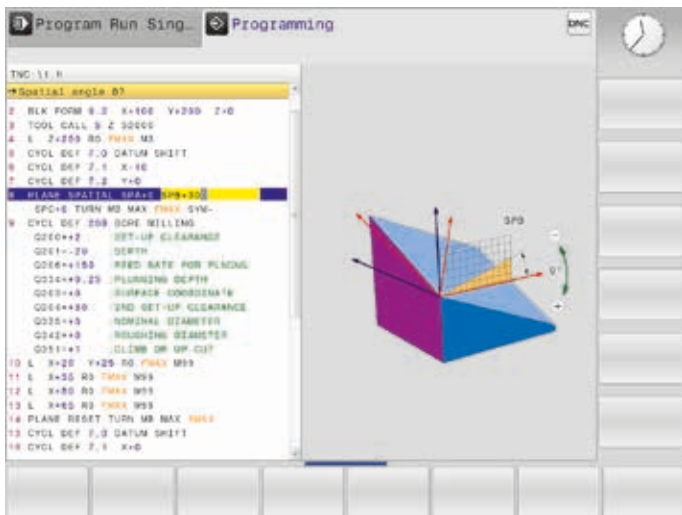 Program Run Sing… Programming
DNC
TNC:\1.h
→Spatial angle B?
2 BLK FORM 0.2 X+100 Y+200 Z+0
3 TOOL CALL 5 Z S2000
4 L Z+250 R0 FMAX M3
5 CYCL DEF 7.0 DATUM SHIFT
6 CYCL DEF 7.1 X-10
7 CYCL DEF 7.2 Y+0
8 PLANE SPATIAL SPA+0 SPB+30
SPC+0 TURN MB MAX FMAX SYM-
9 CYCL DEF 208 BORE MILLING
Q200=+2 ;SET-UP CLEARANCE
Q201=-20 ;DEPTH
Q206=+150 ;FEED RATE FOR PLNGNG
Q334=+0.25 ;PLUNGING DEPTH
Q203=+0 ;SURFACE COORDINATE
Q204=+50 ;2ND SET-UP CLEARANCE
Q335=+5 ;NOMINAL DIAMETER
Q342=+0 ;ROUGHING DIAMETER
Q351=+1 ;CLIMB OR UP-CUT
10 L X+20 Y+25 R0 FMAX M99
11 L X+35 R0 FMAX M99
12 L X+50 R0 FMAX M99
13 L X+65 R0 FMAX M99
14 PLANE RESET TURN MB MAX FMAX
15 CYCL DEF 7.0 DATUM SHIFT
16 CYCL DEF 7.1 X+0
SPB
-
+